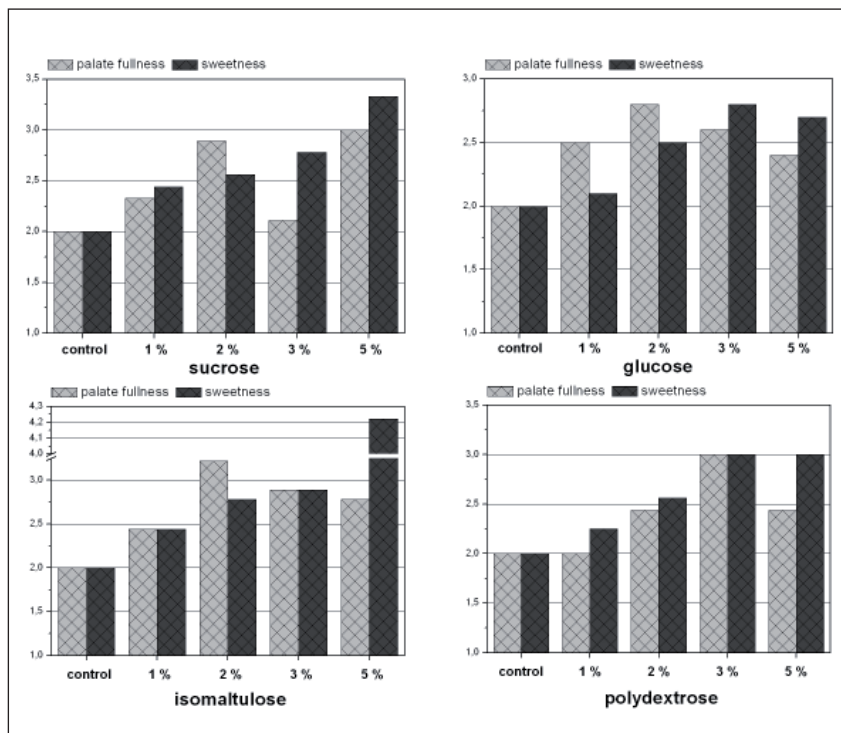 palate fullness sweetness
3,5
3,0
2,5
2,0
1,5
1,0
control 1 % 2 % 3 % 5 %
sucrose
palate fullness sweetness
3,0
2,5
2,0
1,5
1,0
control 1 % 2 % 3 % 5 %
glucose
palate fullness sweetness
4,3
4,2
4,1
4,0
3,0
2,5
2,0
1,5
1,0
control 1 % 2 % 3 % 5 %
isomaltulose
palate fullness sweetness
3,5
3,0
2,5
2,0
1,5
1,0
control 1 % 2 % 3 % 5 %
polydextrose